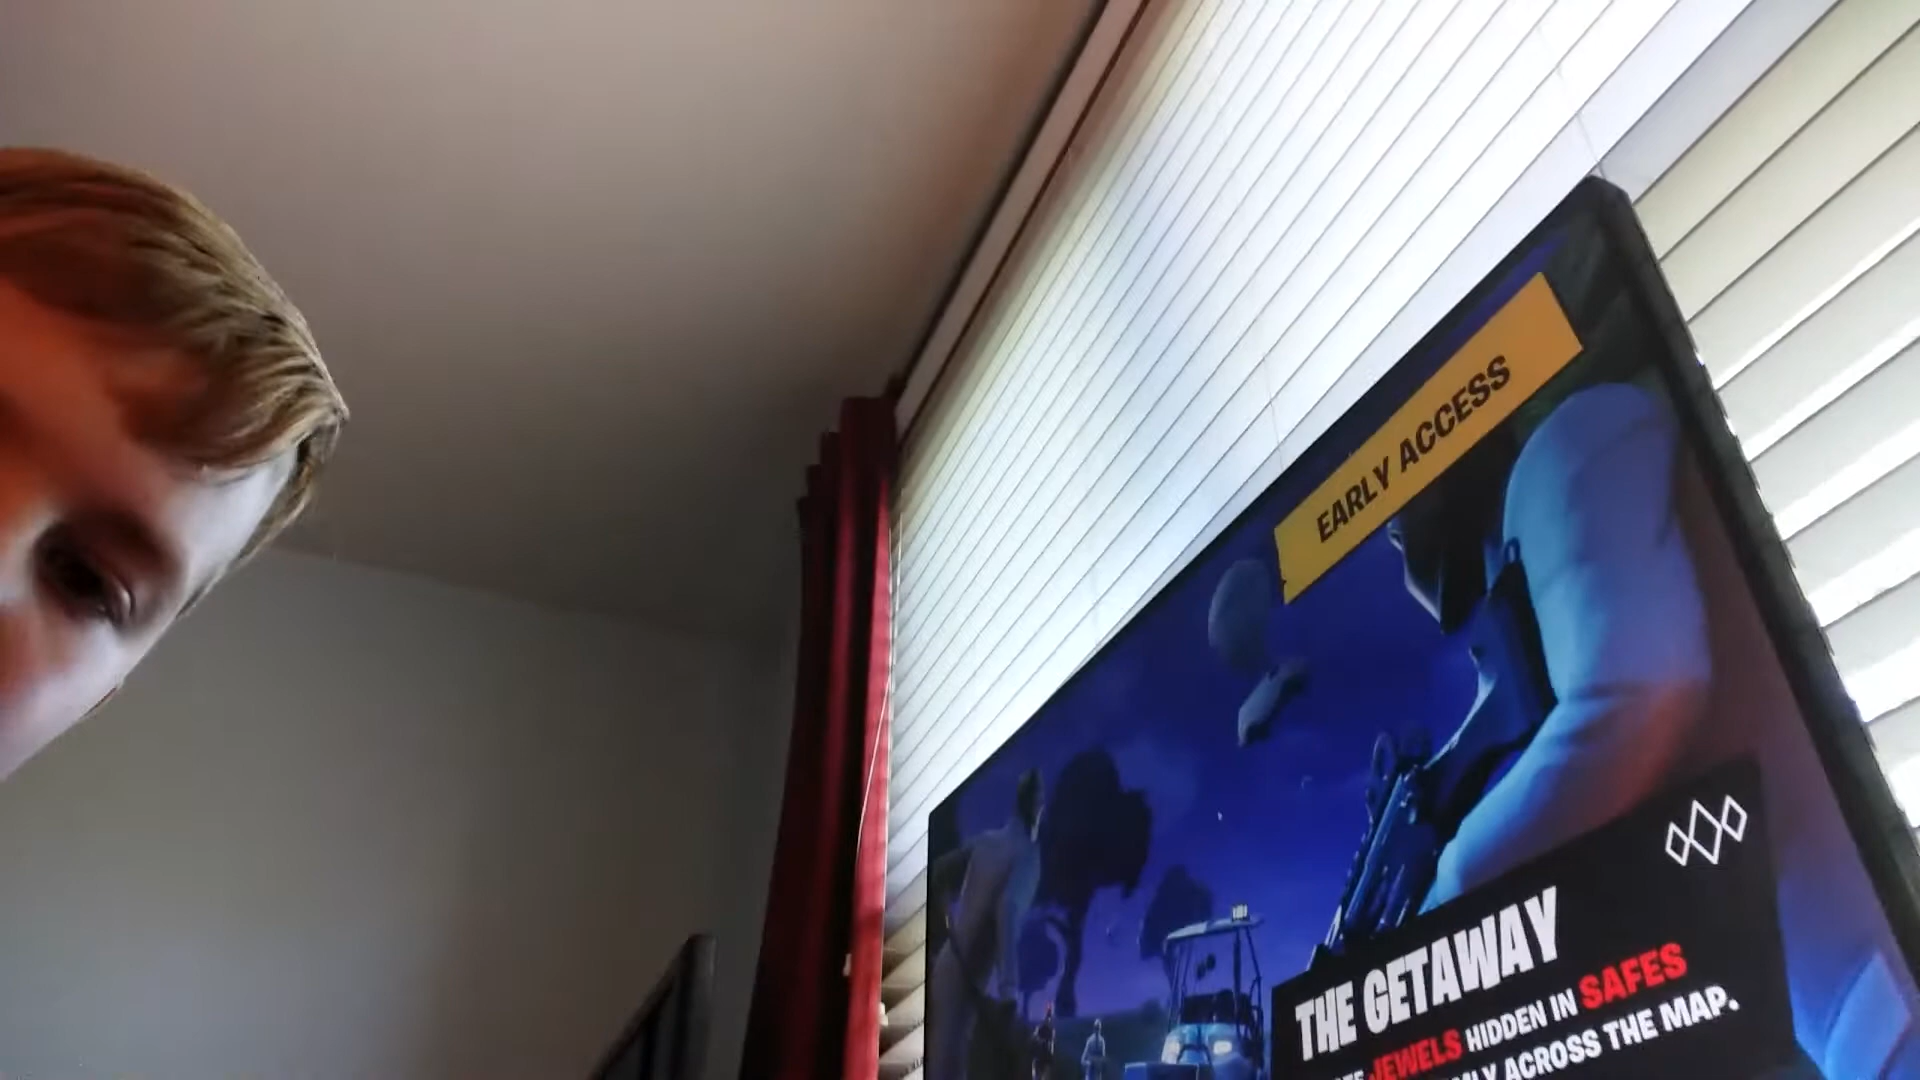 EARLY ACCESS
THE GETAWAY
JEWELS HIDDEN IN SAFES
ACROSS THE MAP.